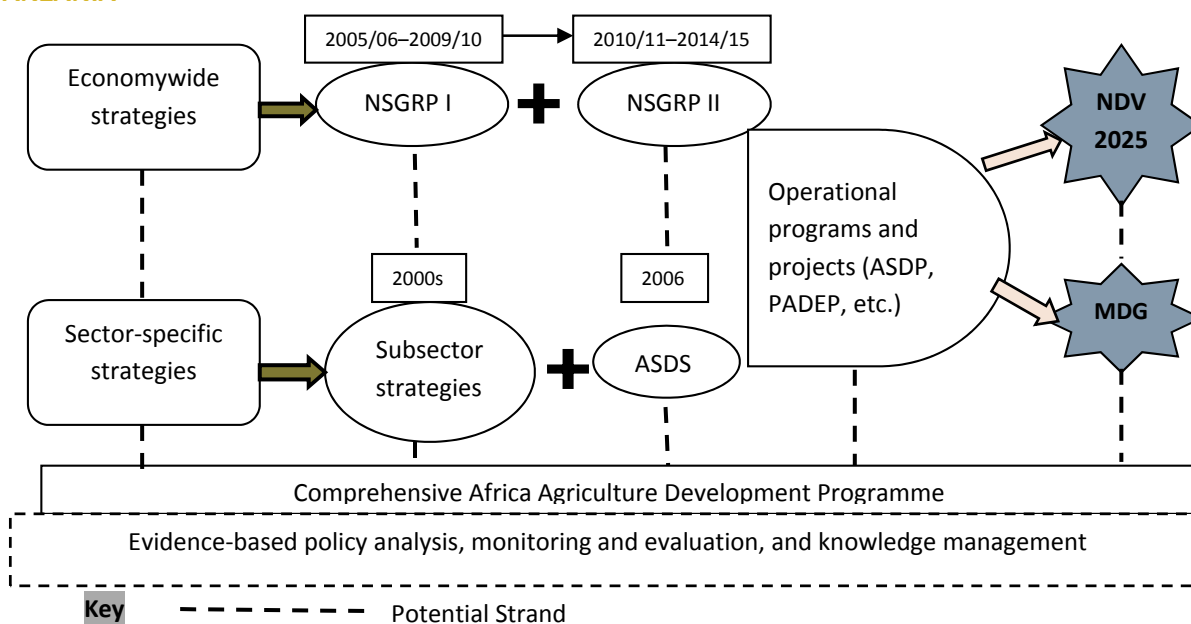 2005/06–2009/10
2010/11–2014/15
Economywide
strategies
NSGRP I
NSGRP II
NDV
2025
Operational
programs and
projects (ASDP,
PADEP, etc.)
2000s
2006
MDG
Sector-specific
strategies
Subsector
strategies
ASDS
Comprehensive Africa Agriculture Development Programme
Evidence-based policy analysis, monitoring and evaluation, and knowledge management
Key
Potential Strand